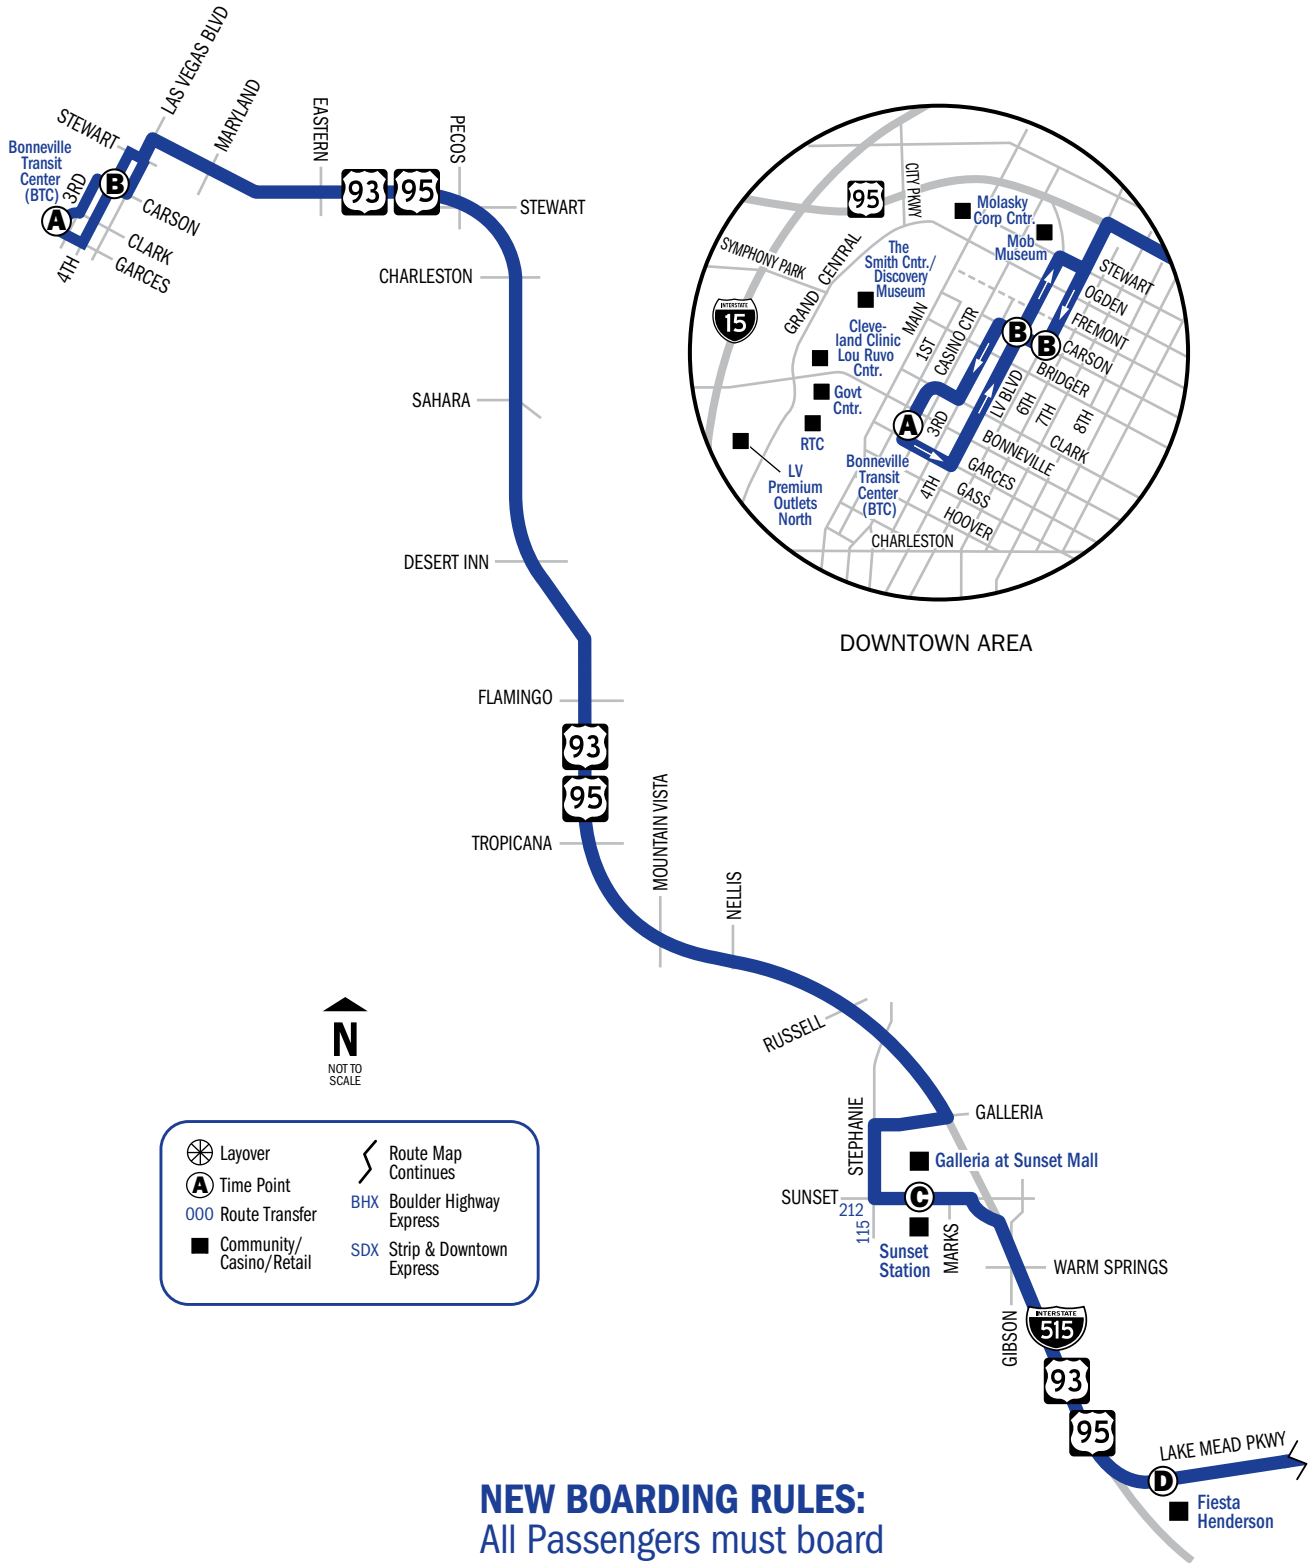 LAS VEGAS BLVD
MARYLAND
STEWART
EASTERN
PECOS
Bonneville
Transit
Center
(BTC)
3RD
B
A
93
95
STEWART
CARSON
CLARK
GARCES
4TH
CHARLESTON
SAHARA
DESERT INN
FLAMINGO
93
95
TROPICANA
MOUNTAIN VISTA
NELLIS
RUSSELL
GALLERIA
STEPHANIE
Galleria at Sunset Mall
SUNSET
C
212
115
Sunset
Station
MARKS
WARM SPRINGS
GIBSON
INTERSTATE
515
93
95
LAKE MEAD PKWY
D
Fiesta
Henderson
95
CITY PKWY
Molasky
Corp Cntr.
Mob
Museum
SYMPHONY PARK
GRAND CENTRAL
The
Smith Cntr./
Discovery
Museum
INTERSTATE
15
Cleve-
land Clinic
Lou Ruvo
Cntr.
MAIN
1ST
CASINO CTR
STEWART
OGDEN
FREMONT
CARSON
BRIDGER
B
B
Govt
Cntr.
RTC
LV
Premium
Outlets
North
A
3RD
LV BLVD
6TH
7TH
8TH
CLARK
BONNEVILLE
GARCES
GASS
HOOVER
4TH
Bonneville
Transit
Center
(BTC)
CHARLESTON
DOWNTOWN AREA
N
NOT TO
SCALE
Layover
A Time Point
000 Route Transfer
Community/
Casino/Retail
Route Map
Continues
BHX Boulder Highway
Express
SDX Strip & Downtown
Express
NEW BOARDING RULES:
All Passengers must board